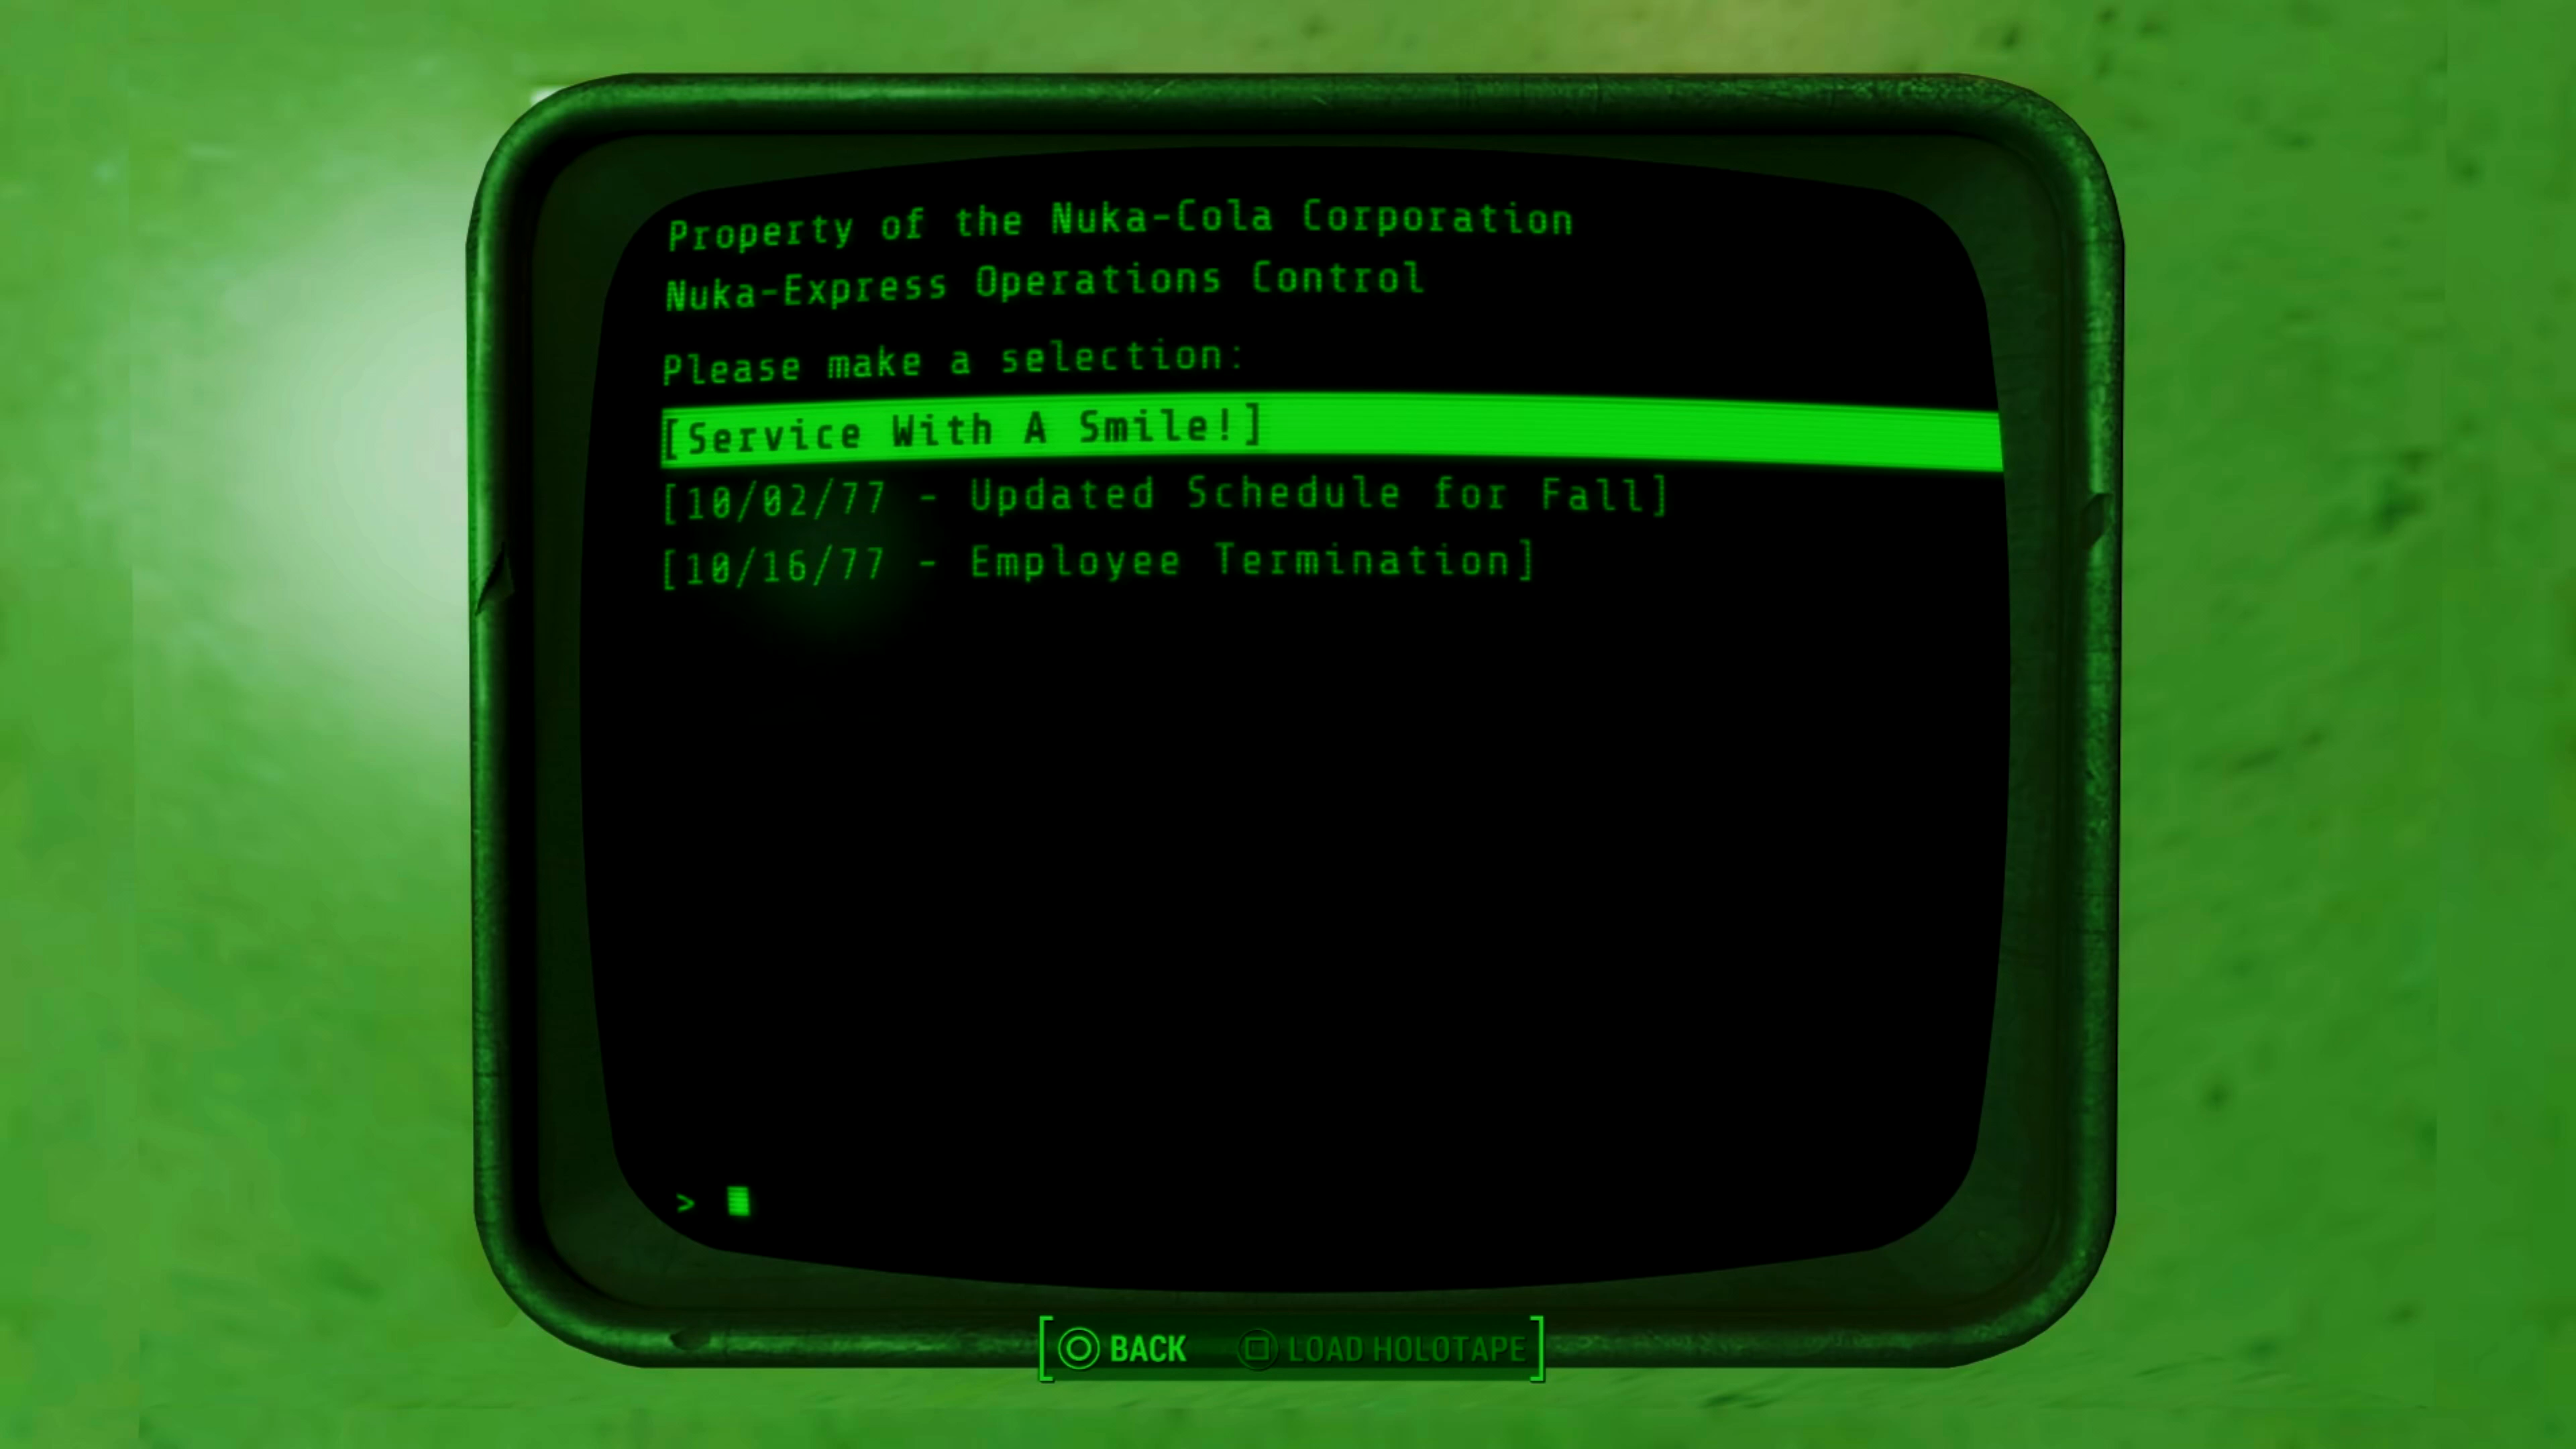 Property of the Nuka-Cola Corporation
Nuka-Express Operations Control
Please make a selection:
[Service With A Smile!]
[10/02/77 - Updated Schedule for Fall]
[10/16/77 - Employee Termination]
>
BACK LOAD HOLOTAPE